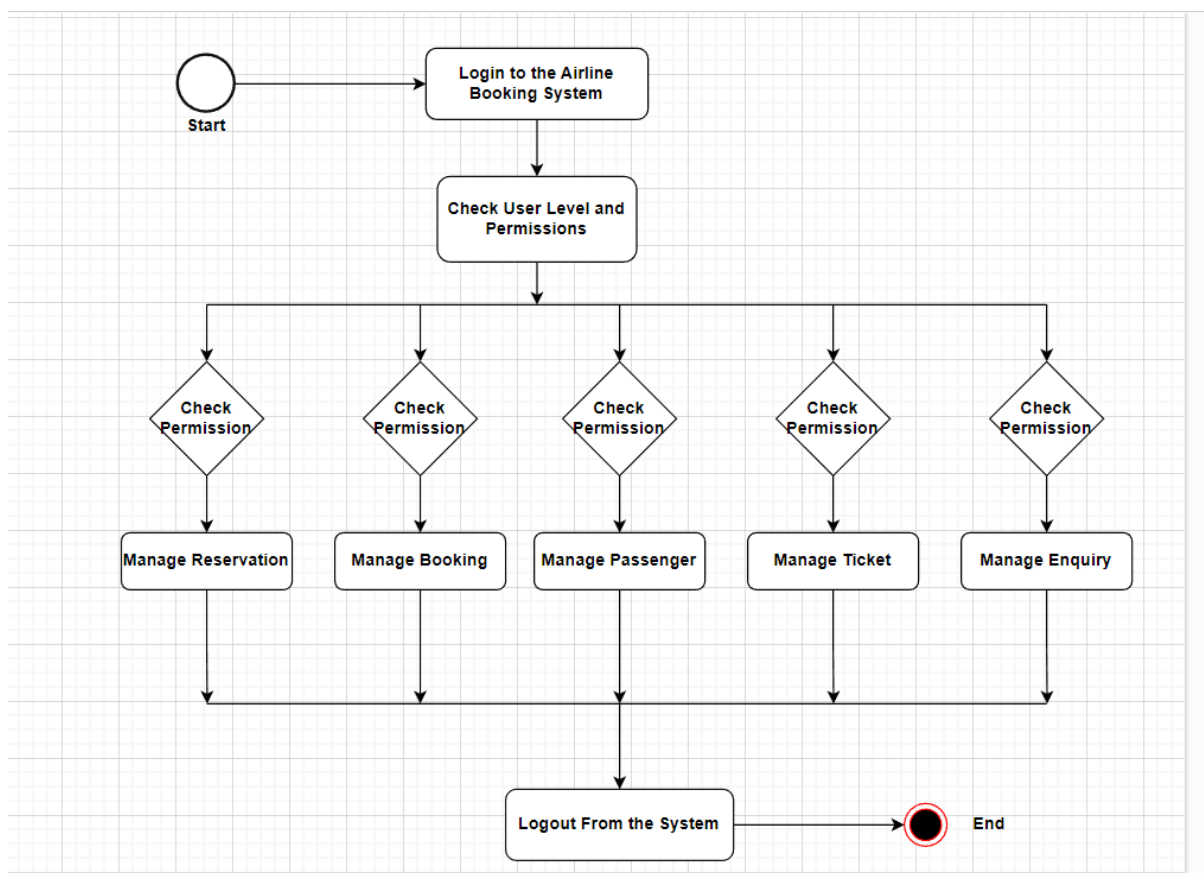 Login to the Airline
Booking System
Start
Check User Level and
Permissions
Check
Permission
Check
Permission
Check
Permission
Check
Permission
Check
Permission
Manage Reservation
Manage Booking
Manage Passenger
Manage Ticket
Manage Enquiry
Logout From the System
End